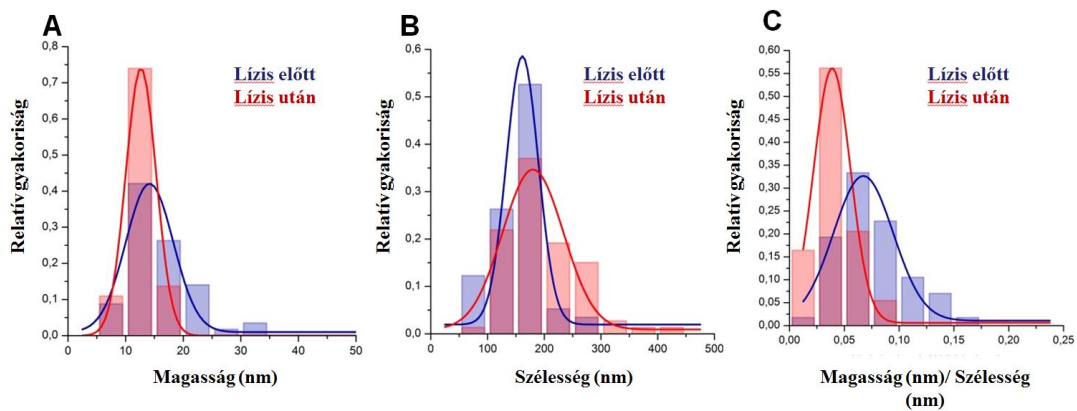 A
Relatív gyakoriság
0,8
0,7
0,6
0,5
0,4
0,3
0,2
0,1
0,0
0
10
20
30
40
50
Lízis előtt
Lízis után
Magasság (nm)
B
Relatív gyakoriság
0,6
0,5
0,4
0,3
0,2
0,1
0,0
0
100
200
300
400
500
Lízis előtt
Lízis után
Szélesség (nm)
C
Relatív gyakoriság
0,60
0,55
0,50
0,45
0,40
0,35
0,30
0,25
0,20
0,15
0,10
0,05
0,00
0,00
0,05
0,10
0,15
0,20
0,25
Lízis előtt
Lízis után
Magasság (nm)/ Szélesség
(nm)